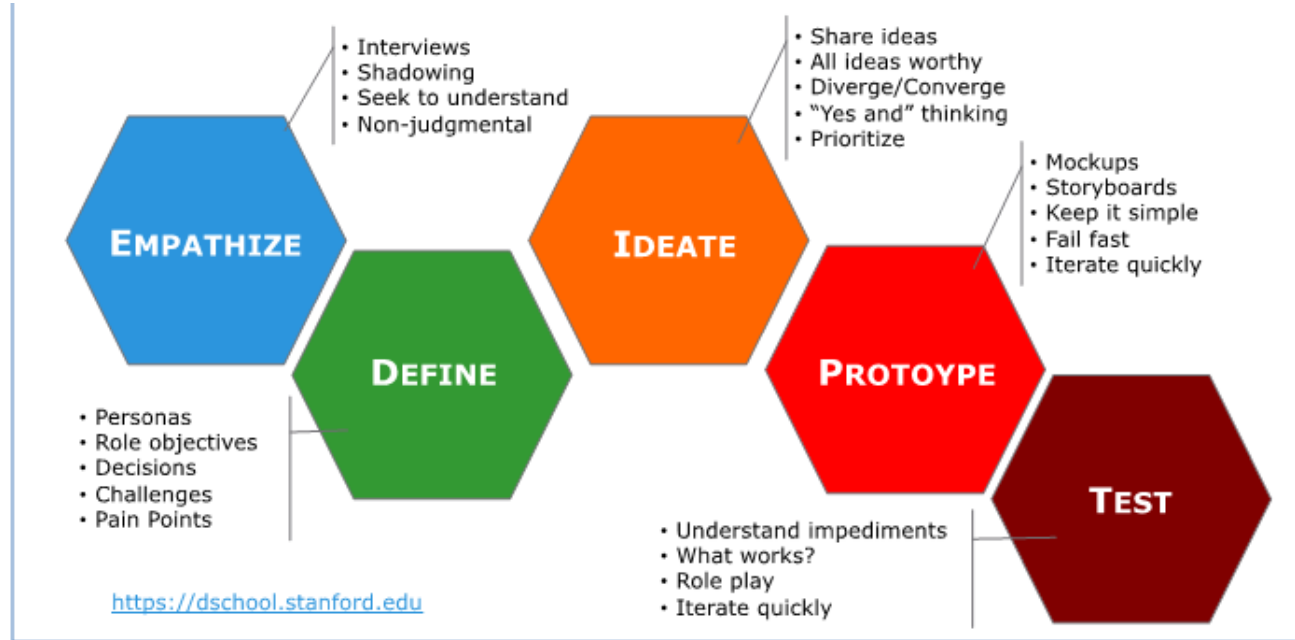 • Interviews
• Shadowing
• Seek to understand
• Non-judgmental
EMPATHIZE
• Personas
• Role objectives
• Decisions
• Challenges
• Pain Points
DEFINE
• Share ideas
• All ideas worthy
• Diverge/Converge
• “Yes and” thinking
• Prioritize
IDEATE
• Mockups
• Storyboards
• Keep it simple
• Fail fast
• Iterate quickly
PROTOYPE
• Understand impediments
• What works?
• Role play
• Iterate quickly
TEST
https://dschool.stanford.edu